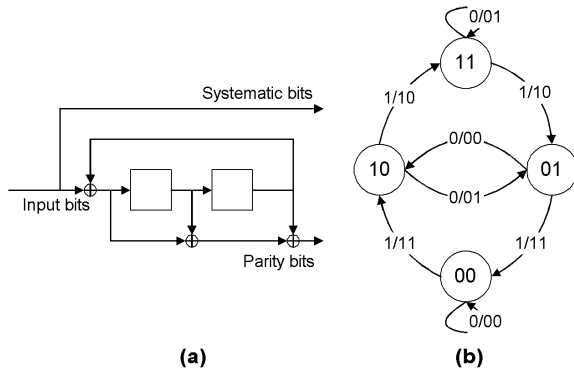 Systematic bits
Input bits
Parity bits
(a)
0/01
11
1/10
1/10
0/00
10
01
0/01
1/11
1/11
00
0/00
(b)